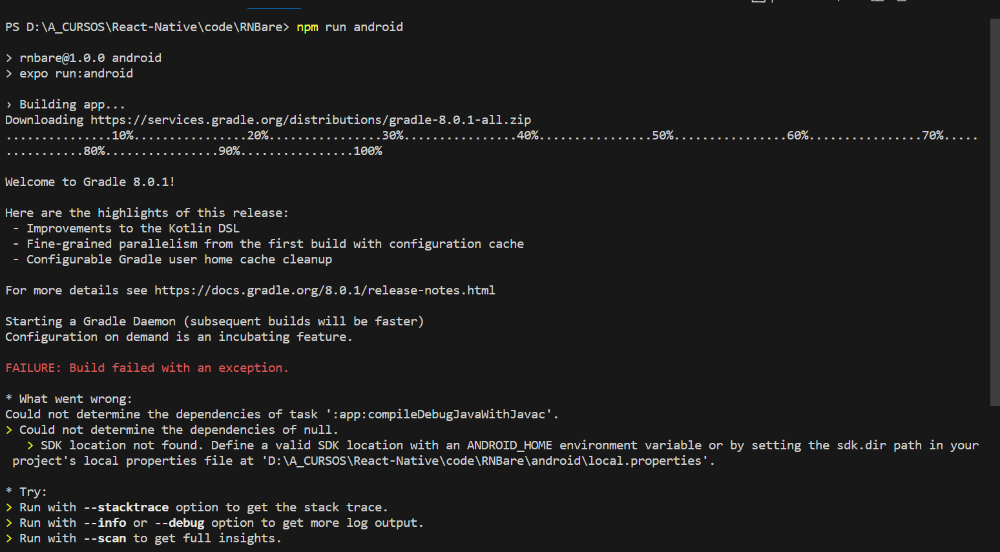 PS D:\A_CURSOS\React-Native\code\RNBare> npm run android
> rnbare@1.0.0 android
> expo run:android
› Building app...
Downloading https://services.gradle.org/distributions/gradle-8.0.1-all.zip
...............10%................20%................30%................40%................50%................60%................70%.....
...........80%................90%................100%
Welcome to Gradle 8.0.1!
Here are the highlights of this release:
- Improvements to the Kotlin DSL
- Fine-grained parallelism from the first build with configuration cache
- Configurable Gradle user home cache cleanup
For more details see https://docs.gradle.org/8.0.1/release-notes.html
Starting a Gradle Daemon (subsequent builds will be faster)
Configuration on demand is an incubating feature.
FAILURE: Build failed with an exception.
* What went wrong:
Could not determine the dependencies of task ':app:compileDebugJavaWithJavac'.
> Could not determine the dependencies of null.
> SDK location not found. Define a valid SDK location with an ANDROID_HOME environment variable or by setting the sdk.dir path in your
project's local properties file at 'D:\A_CURSOS\React-Native\code\RNBare\android\local.properties'.
* Try:
> Run with --stacktrace option to get the stack trace.
> Run with --info or --debug option to get more log output.
> Run with --scan to get full insights.